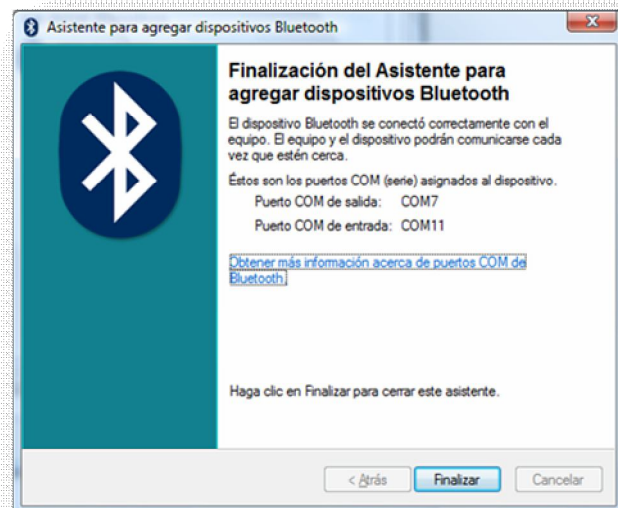 Asistente para agregar dispositivos Bluetooth
Finalización del Asistente para
agregar dispositivos Bluetooth
El dispositivo Bluetooth se conectó correctamente con el
equipo. El equipo y el dispositivo podrán comunicarse cada
vez que estén cerca.
Éstos son los puertos COM (serie) asignados al dispositivo.
Puerto COM de salida: COM7
Puerto COM de entrada: COM11
Obtener más información acerca de puertos COM de
Bluetooth.
Haga clic en Finalizar para cerrar este asistente.
< Atrás Finalizar Cancelar